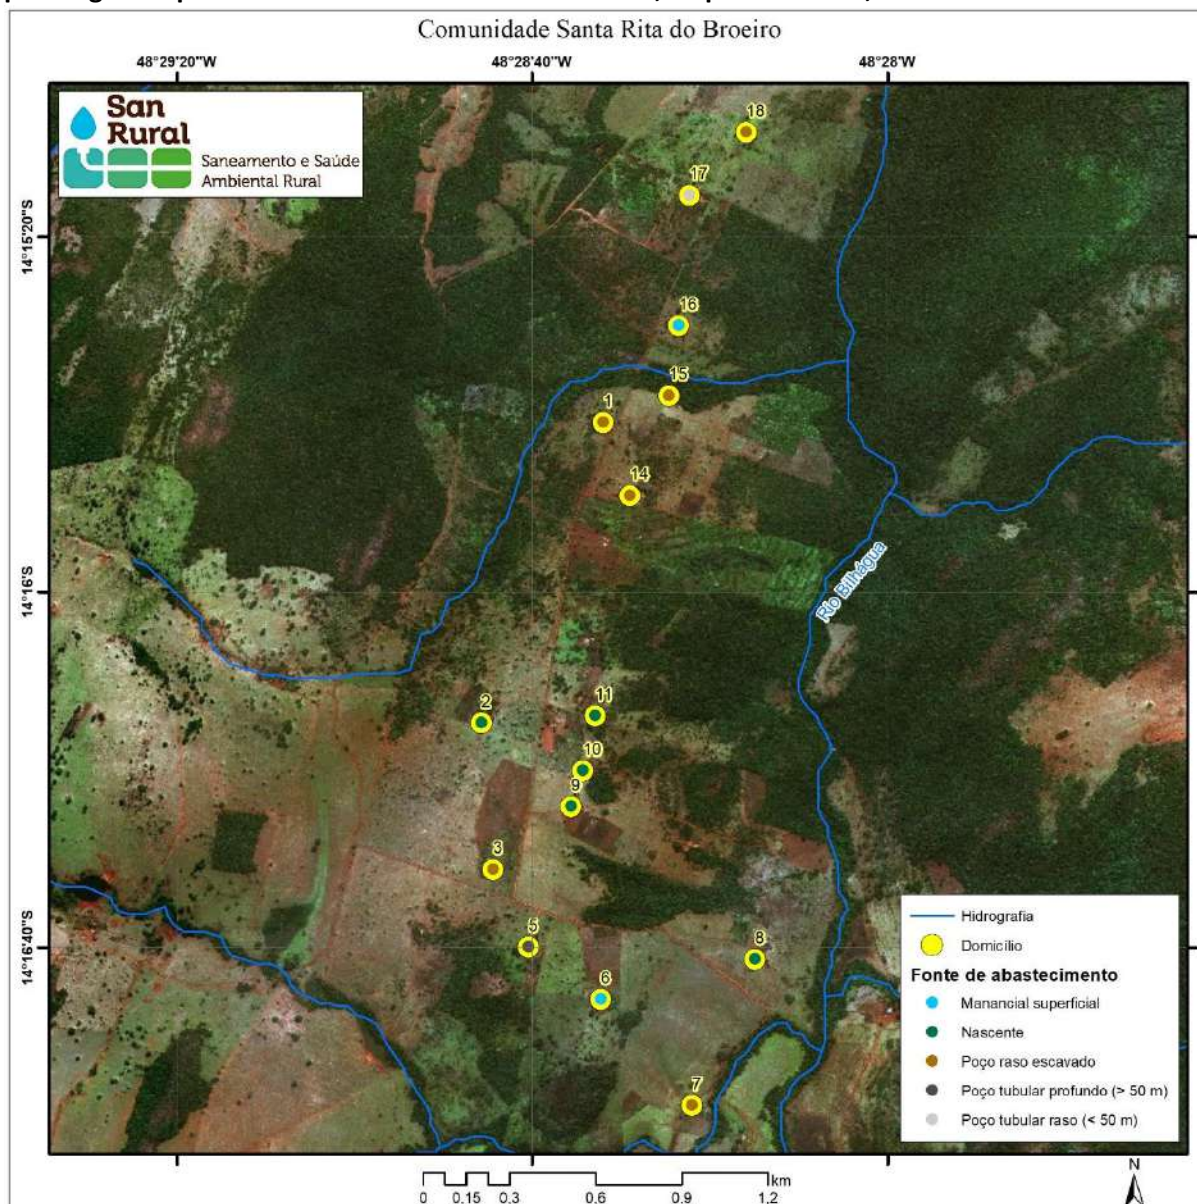 Comunidade Santa Rita do Broeiro
48°29'20"W
48°28'40"W
48°28'W
San
Rural
Saneamento e Saúde
Ambiental Rural
18
17
14°15'20"S
16
15
1
14
14°16'S
Rio Bilhágua
2
11
10
9
3
5
8
14°16'40"S
6
7
Hidrografia
Domicílio
Fonte de abastecimento
Manancial superficial
Nascente
Poço raso escavado
Poço tubular profundo (> 50 m)
Poço tubular raso (< 50 m)
km
0 0.15 0.3 0.6 0.9 1.2
N